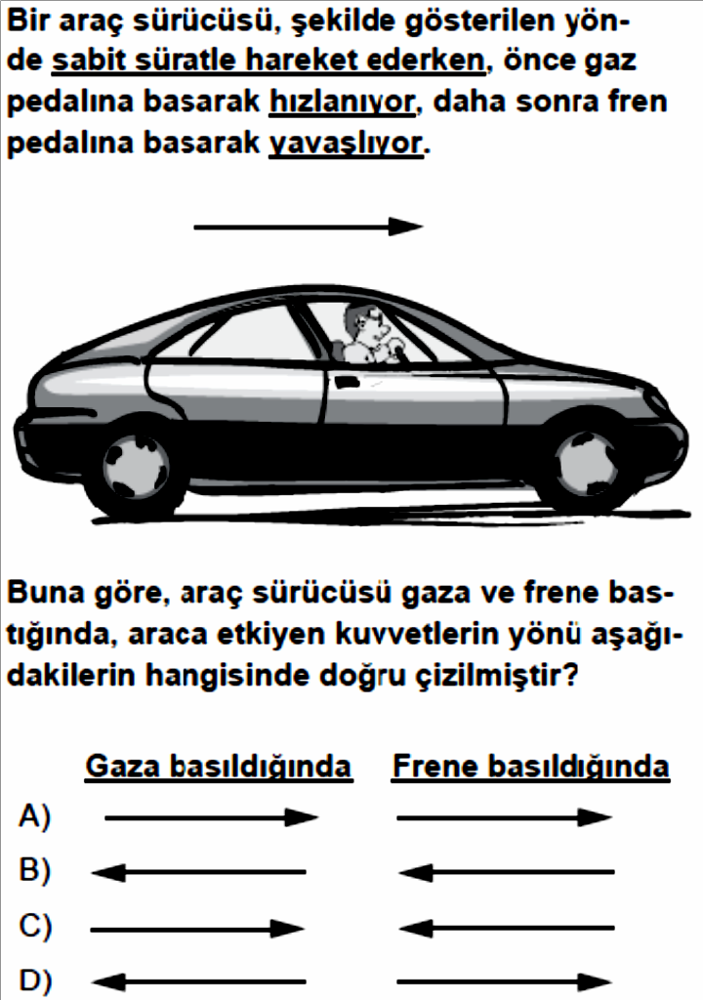 Bir araç sürücüsü, şekilde gösterilen yön-
de sabit süratle hareket ederken, önce gaz
pedalına basarak hızlanıyor, daha sonra fren
pedalına basarak yavaşlıyor.
Buna göre, araç sürücüsü gaza ve frene bas-
tığında, araca etkiyen kuvvetlerin yönü aşağı-
dakilerin hangisinde doğru çizilmiştir?
Gaza basıldığında Frene basıldığında
A)
B)
C)
D)